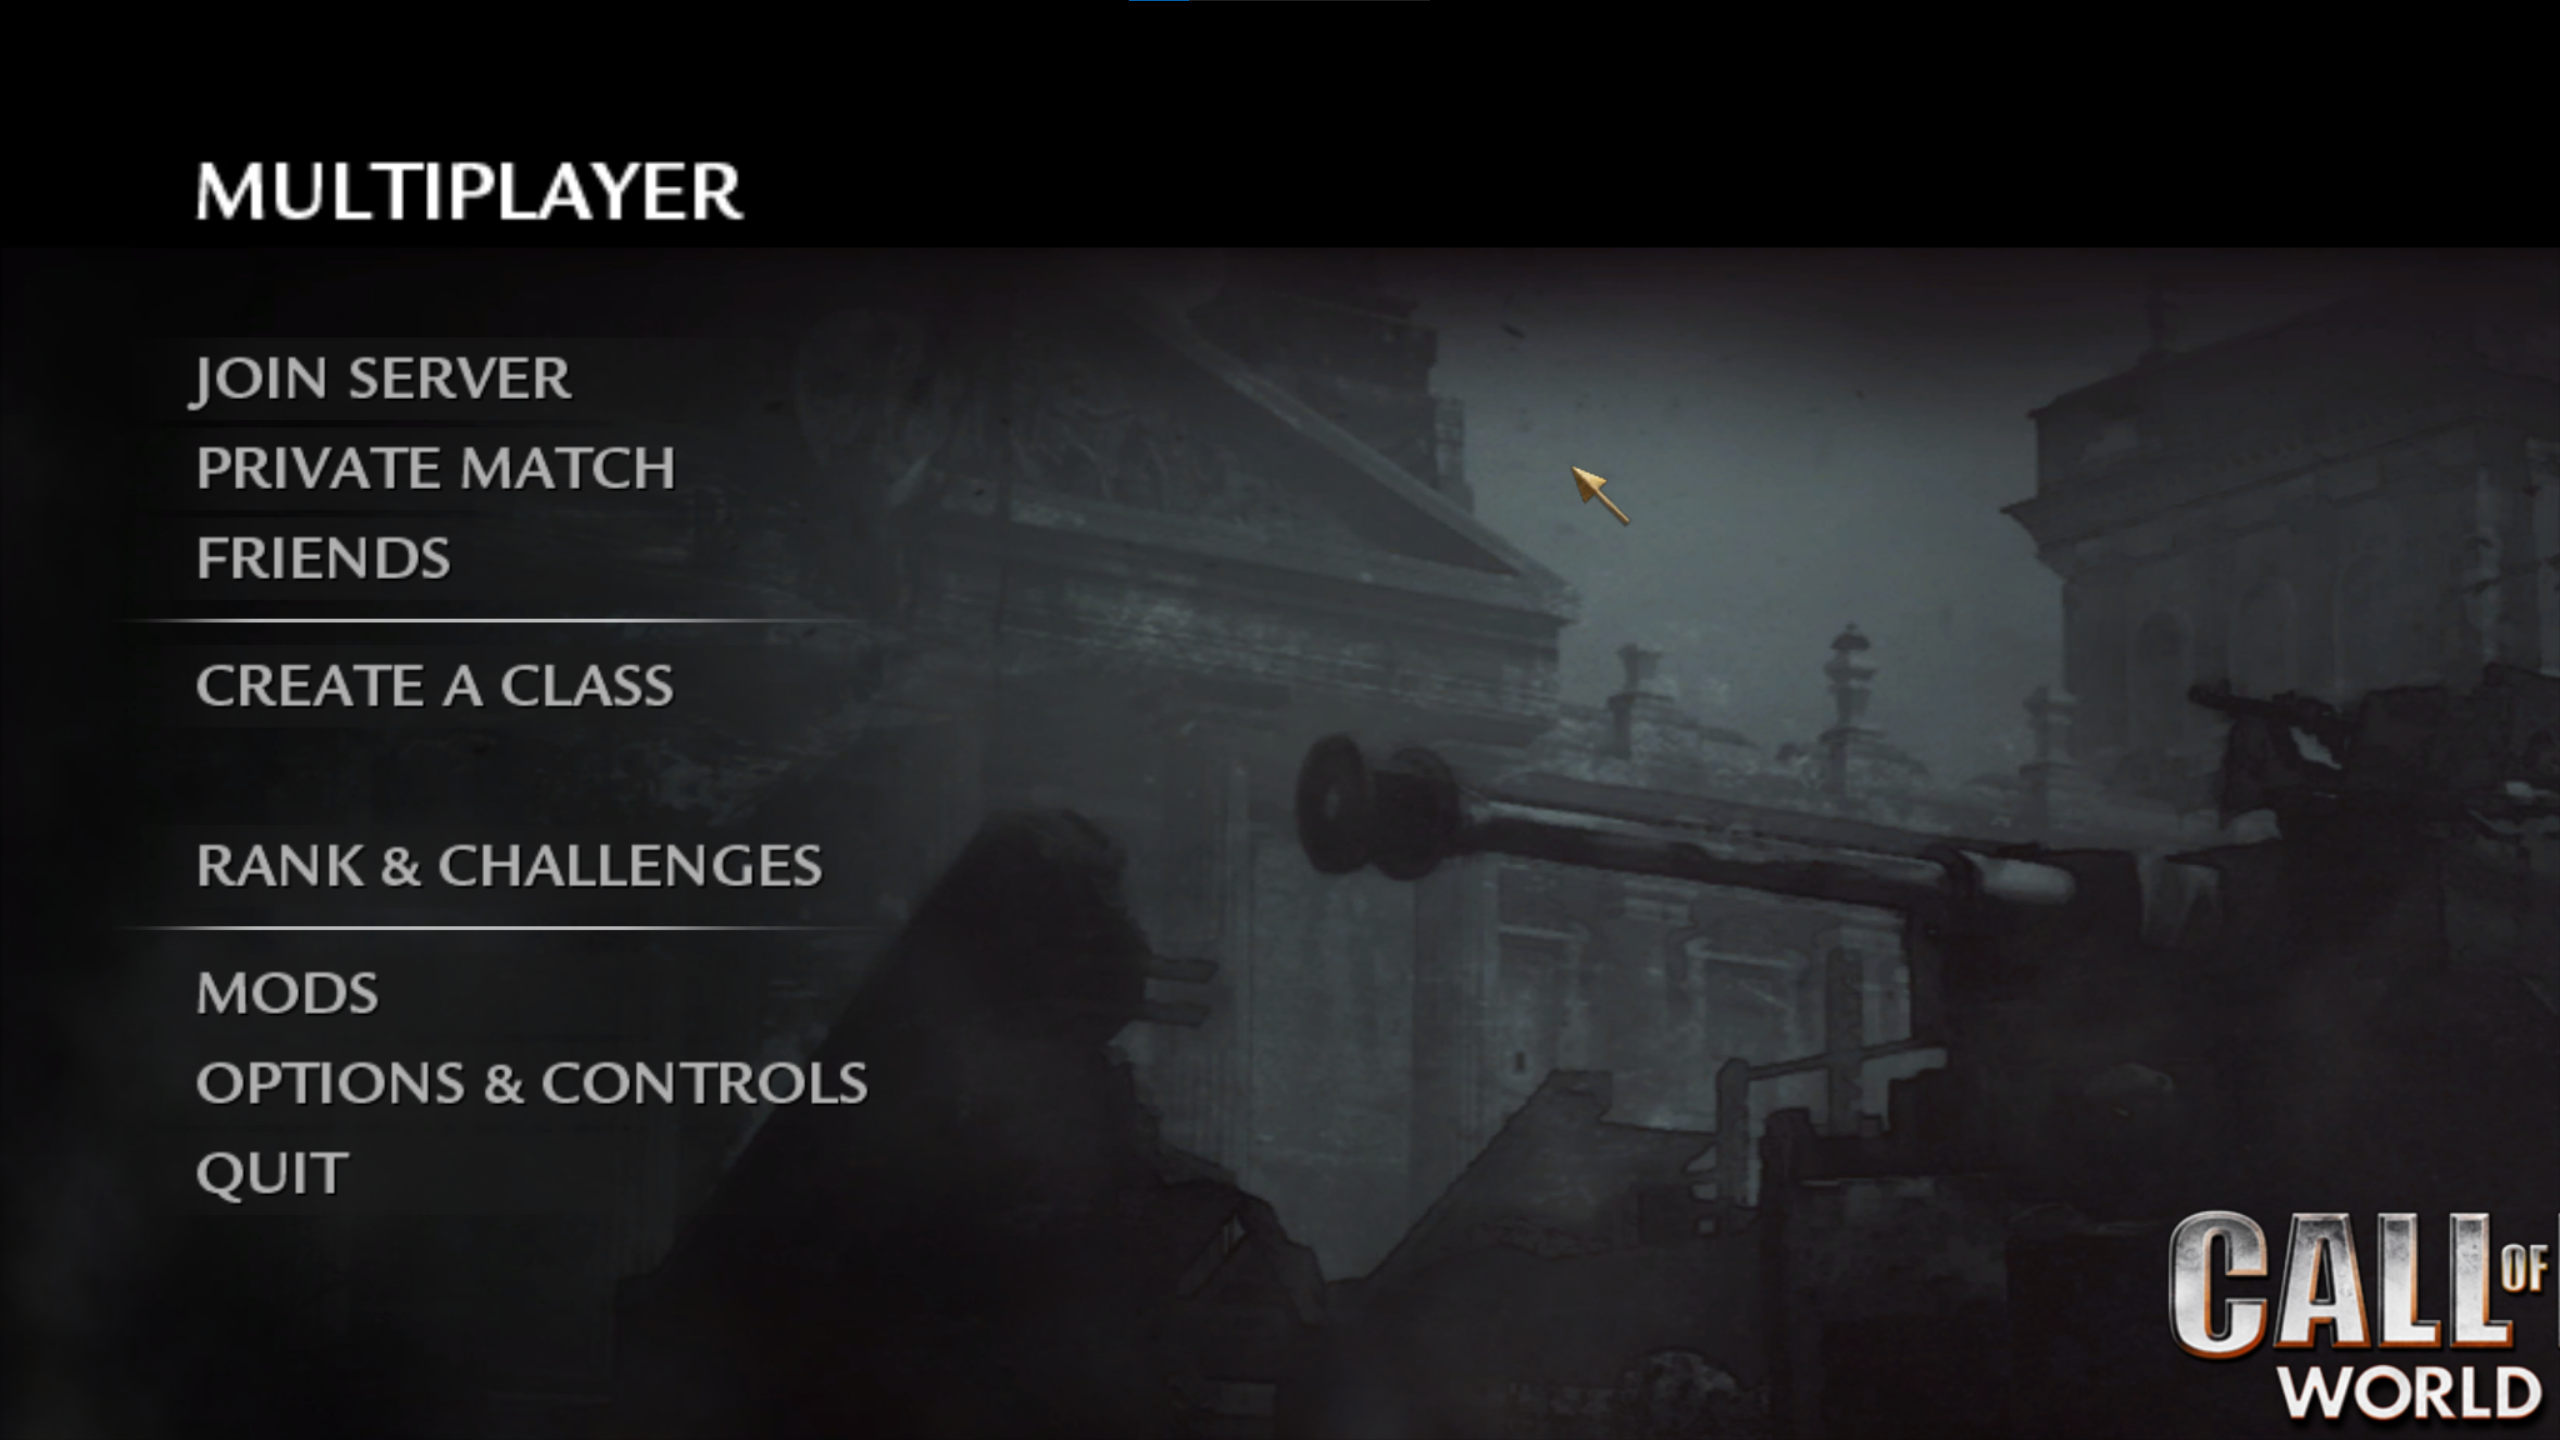 MULTIPLAYER
JOIN SERVER
PRIVATE MATCH
FRIENDS
CREATE A CLASS
RANK & CHALLENGES
MODS
OPTIONS & CONTROLS
QUIT
CALL OF
WORLD